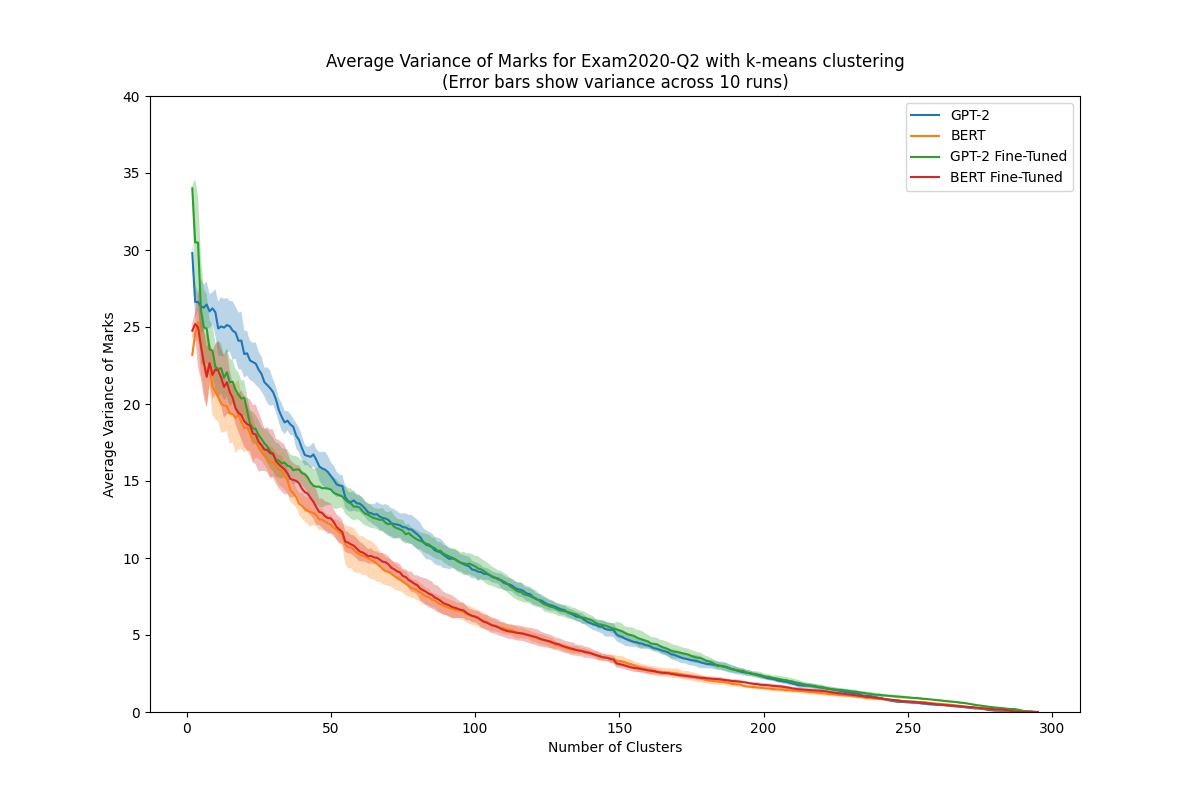 Average Variance of Marks for Exam2020-Q2 with k-means clustering
(Error bars show variance across 10 runs)
GPT-2
BERT
GPT-2 Fine-Tuned
BERT Fine-Tuned
Average Variance of Marks
40
35
30
25
20
15
10
5
0
0 50 100 150 200 250 300
Number of Clusters